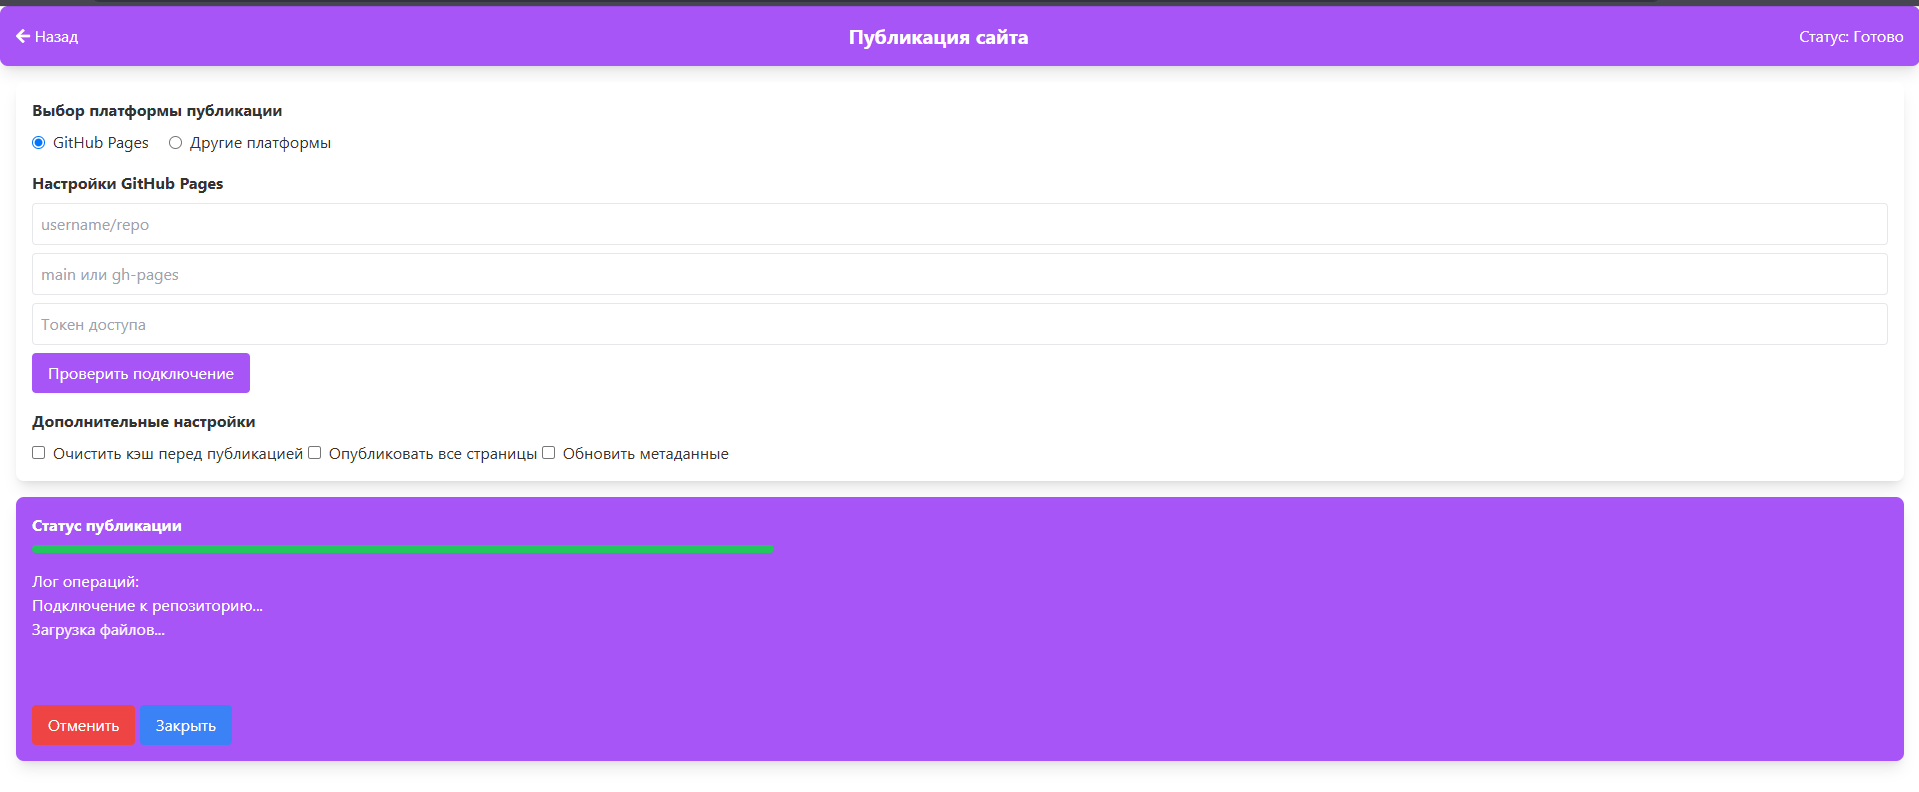 Назад
Публикация сайта
Статус: Готово
Выбор платформы публикации
GitHub Pages Другие платформы
Настройки GitHub Pages
username/repo
main или gh-pages
Токен доступа
Проверить подключение
Дополнительные настройки
Очистить кэш перед публикацией Опубликовать все страницы Обновить метаданные
Статус публикации
Лог операций:
Подключение к репозиторию...
Загрузка файлов...
Отменить Закрыть